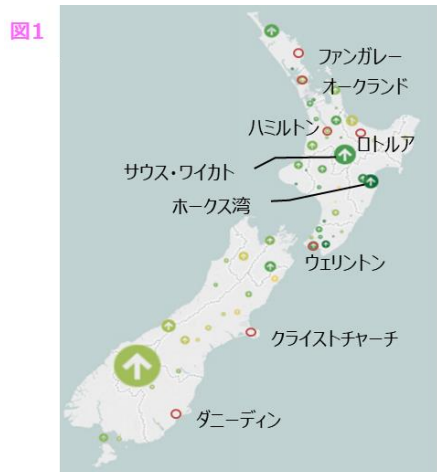 図1
ファンガレー
オークランド
ハミルトン
ロトルア
サウス・ワイカト
ホークス湾
ウェリントン
クライストチャーチ
ダニーディン